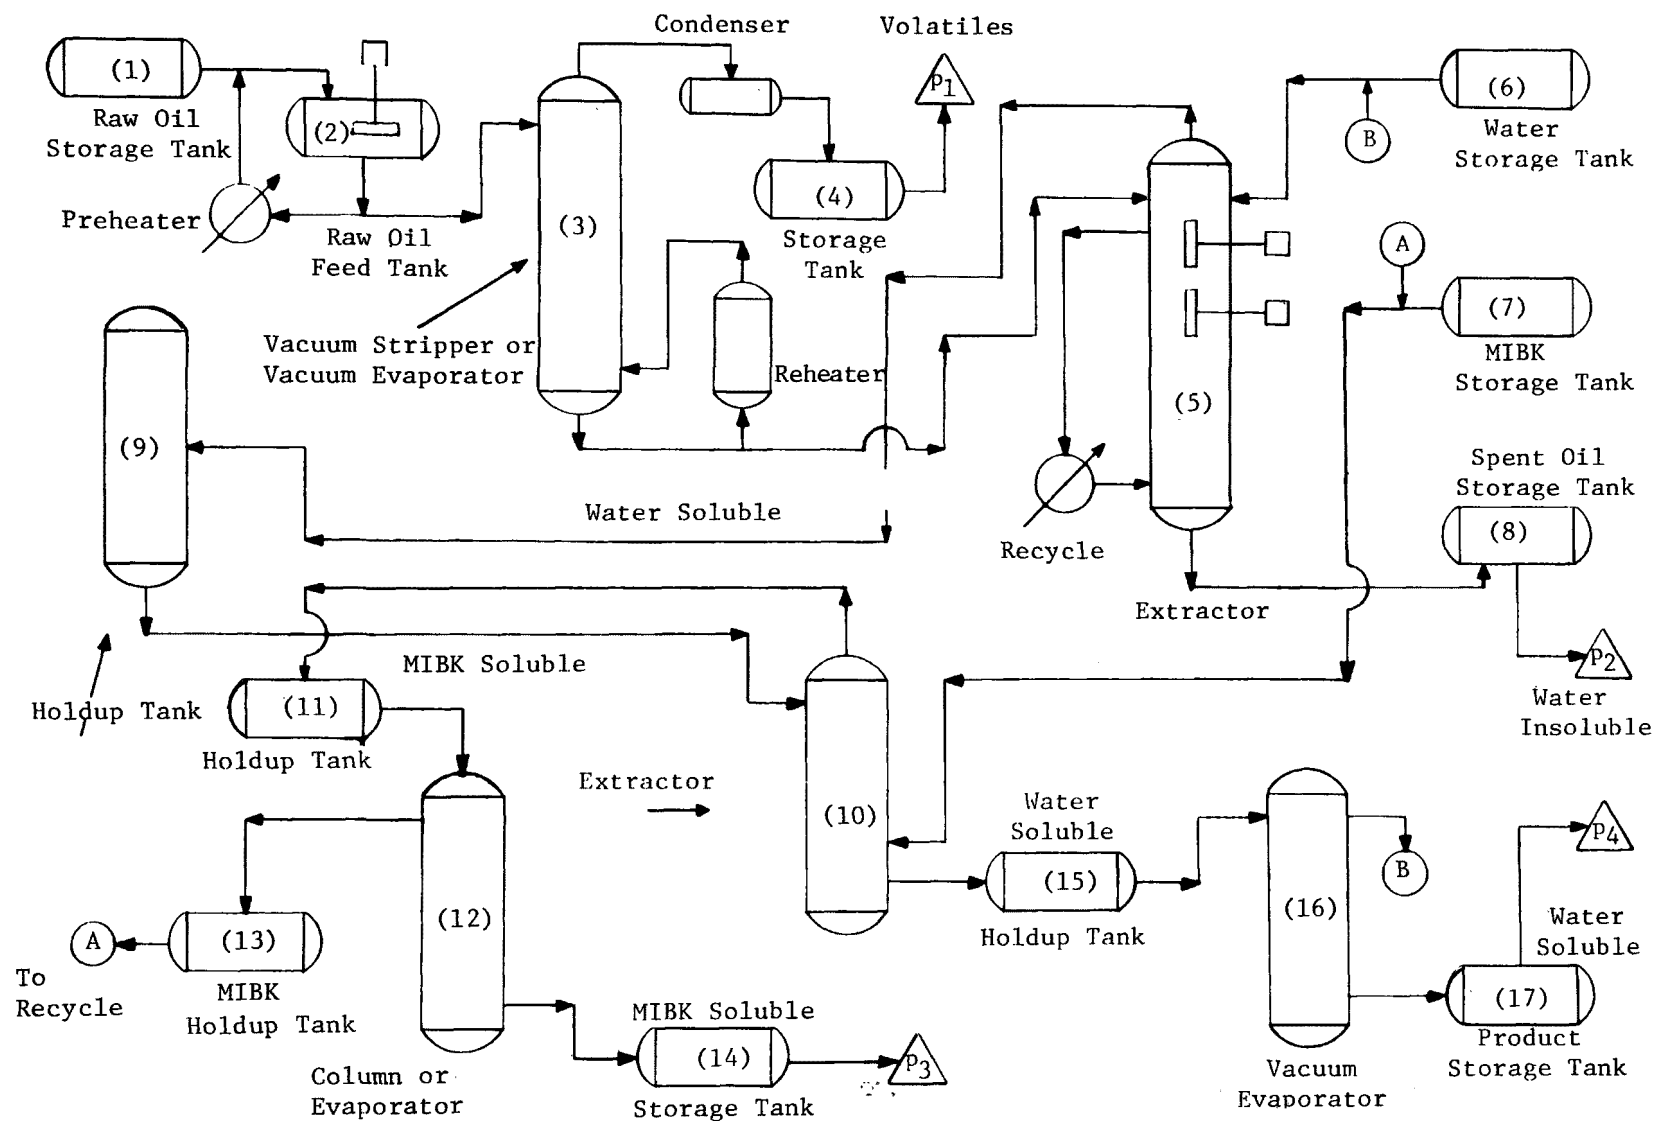 Condenser
Volatiles
(1)
Raw Oil
Storage Tank
(2)
P1
(6)
Water
Storage Tank
B
Preheater
Raw Oil
Feed Tank
(3)
(4)
Storage
Tank
A
(7)
MIBK
Storage Tank
Vacuum Stripper or
Vacuum Evaporator
Reheater
(5)
(9)
Spent Oil
Storage Tank
(8)
Water Soluble
Recycle
Extractor
P2
Water
Insoluble
MIBK Soluble
Holdup Tank
(11)
Holdup Tank
Extractor
(10)
Water
Soluble
(15)
Holdup Tank
P4
B
(16)
(12)
A
(13)
To
Recycle
MIBK
Holdup Tank
Water
Soluble
(17)
Product
Storage Tank
MIBK Soluble
(14)
P3
Storage Tank
Column or
Evaporator
Vacuum
Evaporator